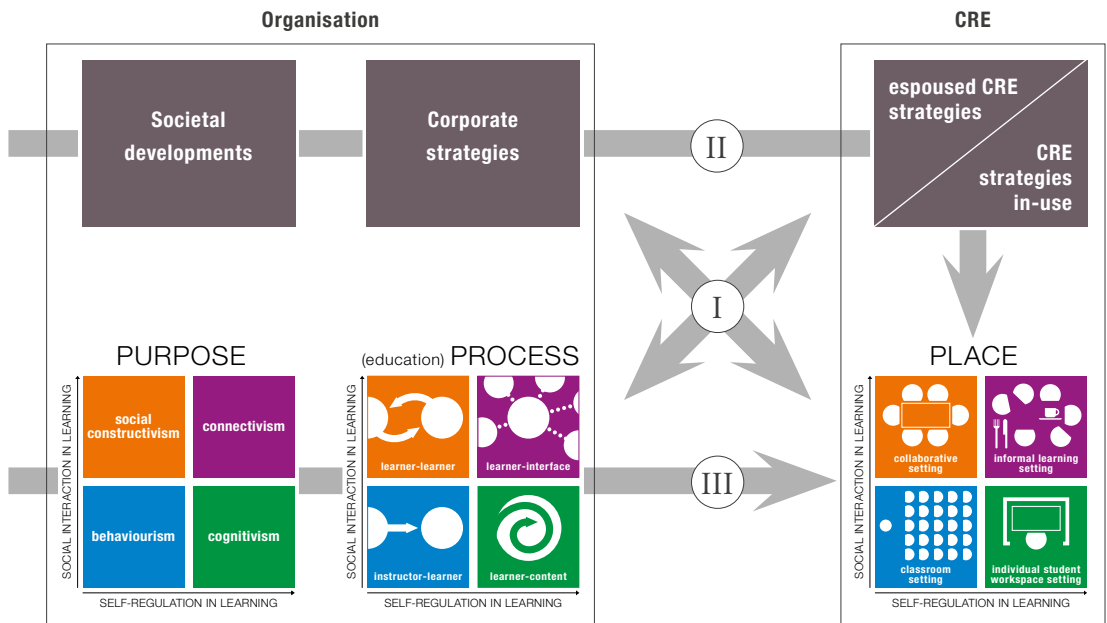 Organisation
CRE
Societal
developments
Corporate
strategies
II
espoused CRE
strategies
CRE
strategies
in-use
I
PURPOSE
(education) PROCESS
PLACE
SOCIAL INTERACTION IN LEARNING
social
constructivism
connectivism
behaviourism
cognitivism
SELF-REGULATION IN LEARNING
SOCIAL INTERACTION IN LEARNING
learner-learner
learner-interface
instructor-learner
learner-content
SELF-REGULATION IN LEARNING
III
SOCIAL INTERACTION IN LEARNING
collaborative
setting
informal learning
setting
classroom
setting
individual student
workspace setting
SELF-REGULATION IN LEARNING